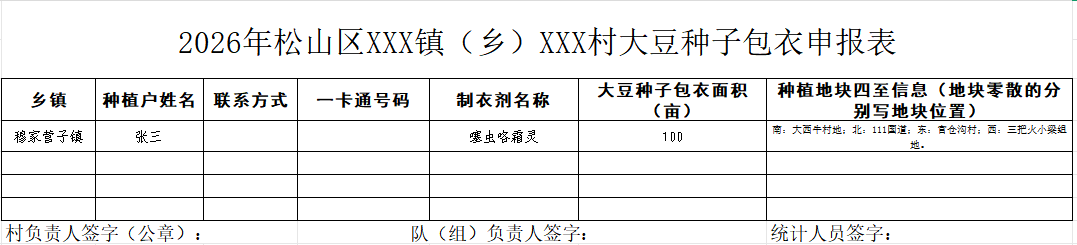 2026年松山区XXX镇（乡）XXX村大豆种子包衣申报表
乡镇 种植户姓名 联系方式 一卡通号码 制衣剂名称 大豆种子包衣面积（亩） 种植地块四至信息（地块零散的分别写地块位置）
穆家营子镇 张三 噻虫咯霜灵 100 南：大西牛村地；北：111国道；东：官仓沟村；西：三把火小梁组地。
村负责人签字（公章）： 队（组）负责人签字： 统计人员签字：